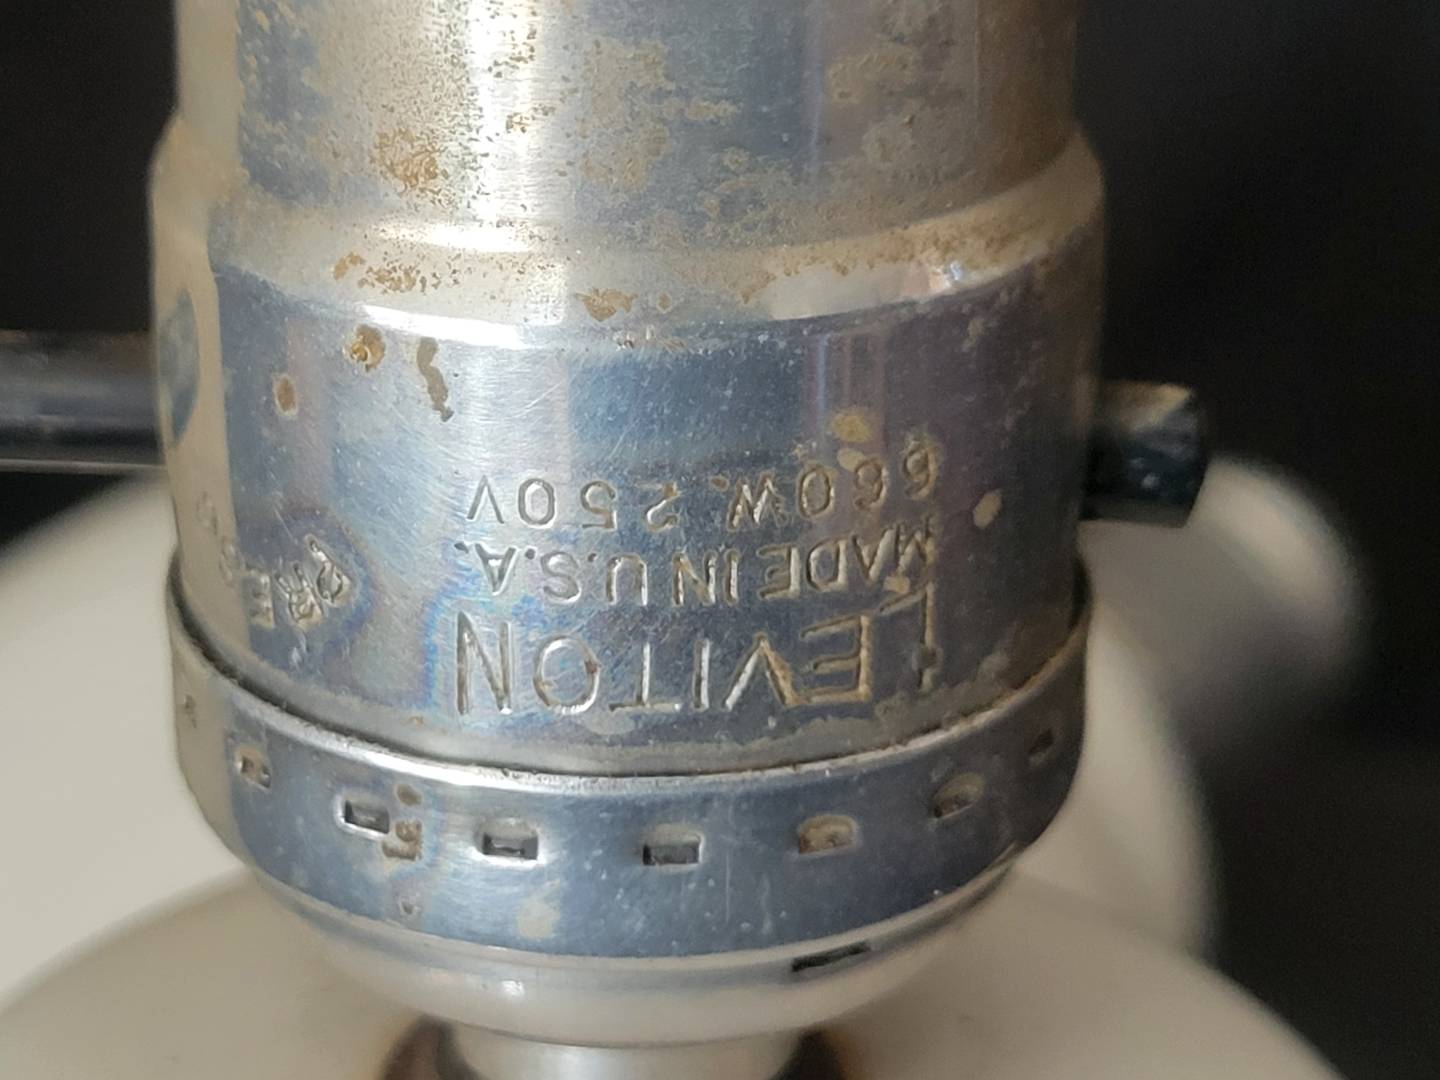 LEVITON
MADE IN U.S.A.
660W. 250V